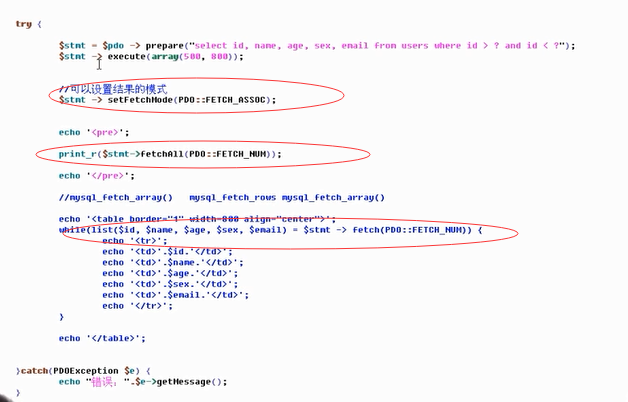 try {
$stmt = $pdo -> prepare("select id, name, age, sex, email from users where id > ? and id < ?");
$stmt -> execute(array(500, 800));
//可以设置结果的模式
$stmt -> setFetchMode(PDO::FETCH_ASSOC);
echo '<pre>';
print_r($stmt->fetchAll(PDO::FETCH_NUM));
echo '</pre>';
//mysql_fetch_array() mysql_fetch_rows mysql_fetch_array()
echo '<table border="1" width=800 align="center">';
while(list($id, $name, $age, $sex, $email) = $stmt -> fetch(PDO::FETCH_NUM)) {
echo '<tr>';
echo '<td>'.$id.'</td>';
echo '<td>'.$name.'</td>';
echo '<td>'.$age.'</td>';
echo '<td>'.$sex.'</td>';
echo '<td>'.$email.'</td>';
echo '</tr>';
}
echo '</table>';
}catch(PDOException $e) {
echo "错误：".$e->getMessage();
}